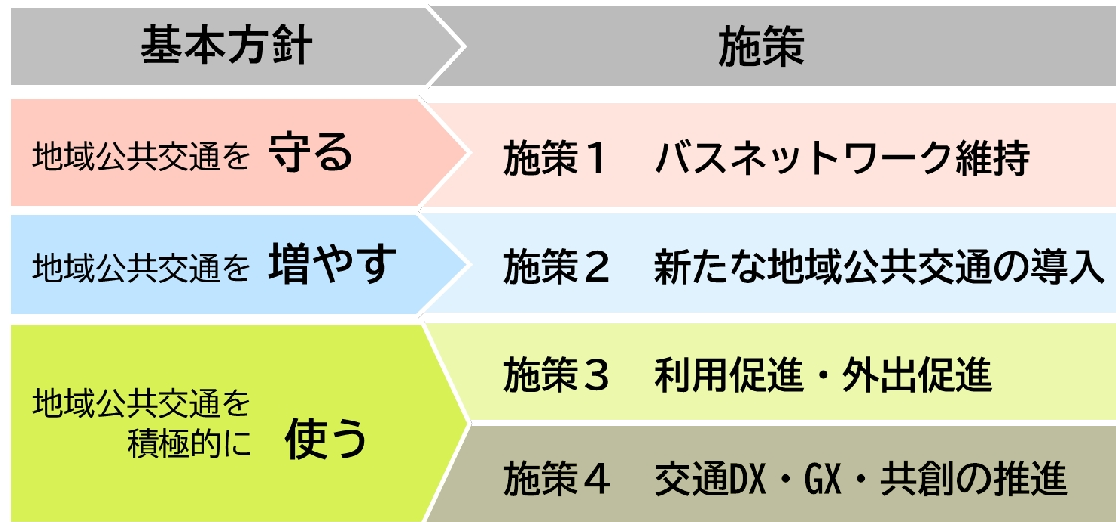 基本方針
施策
地域公共交通を 守る
施策１ バスネットワーク維持
地域公共交通を 増やす
施策２ 新たな地域公共交通の導入
地域公共交通を
積極的に 使う
施策３ 利用促進・外出促進
施策４ 交通DX・GX・共創の推進